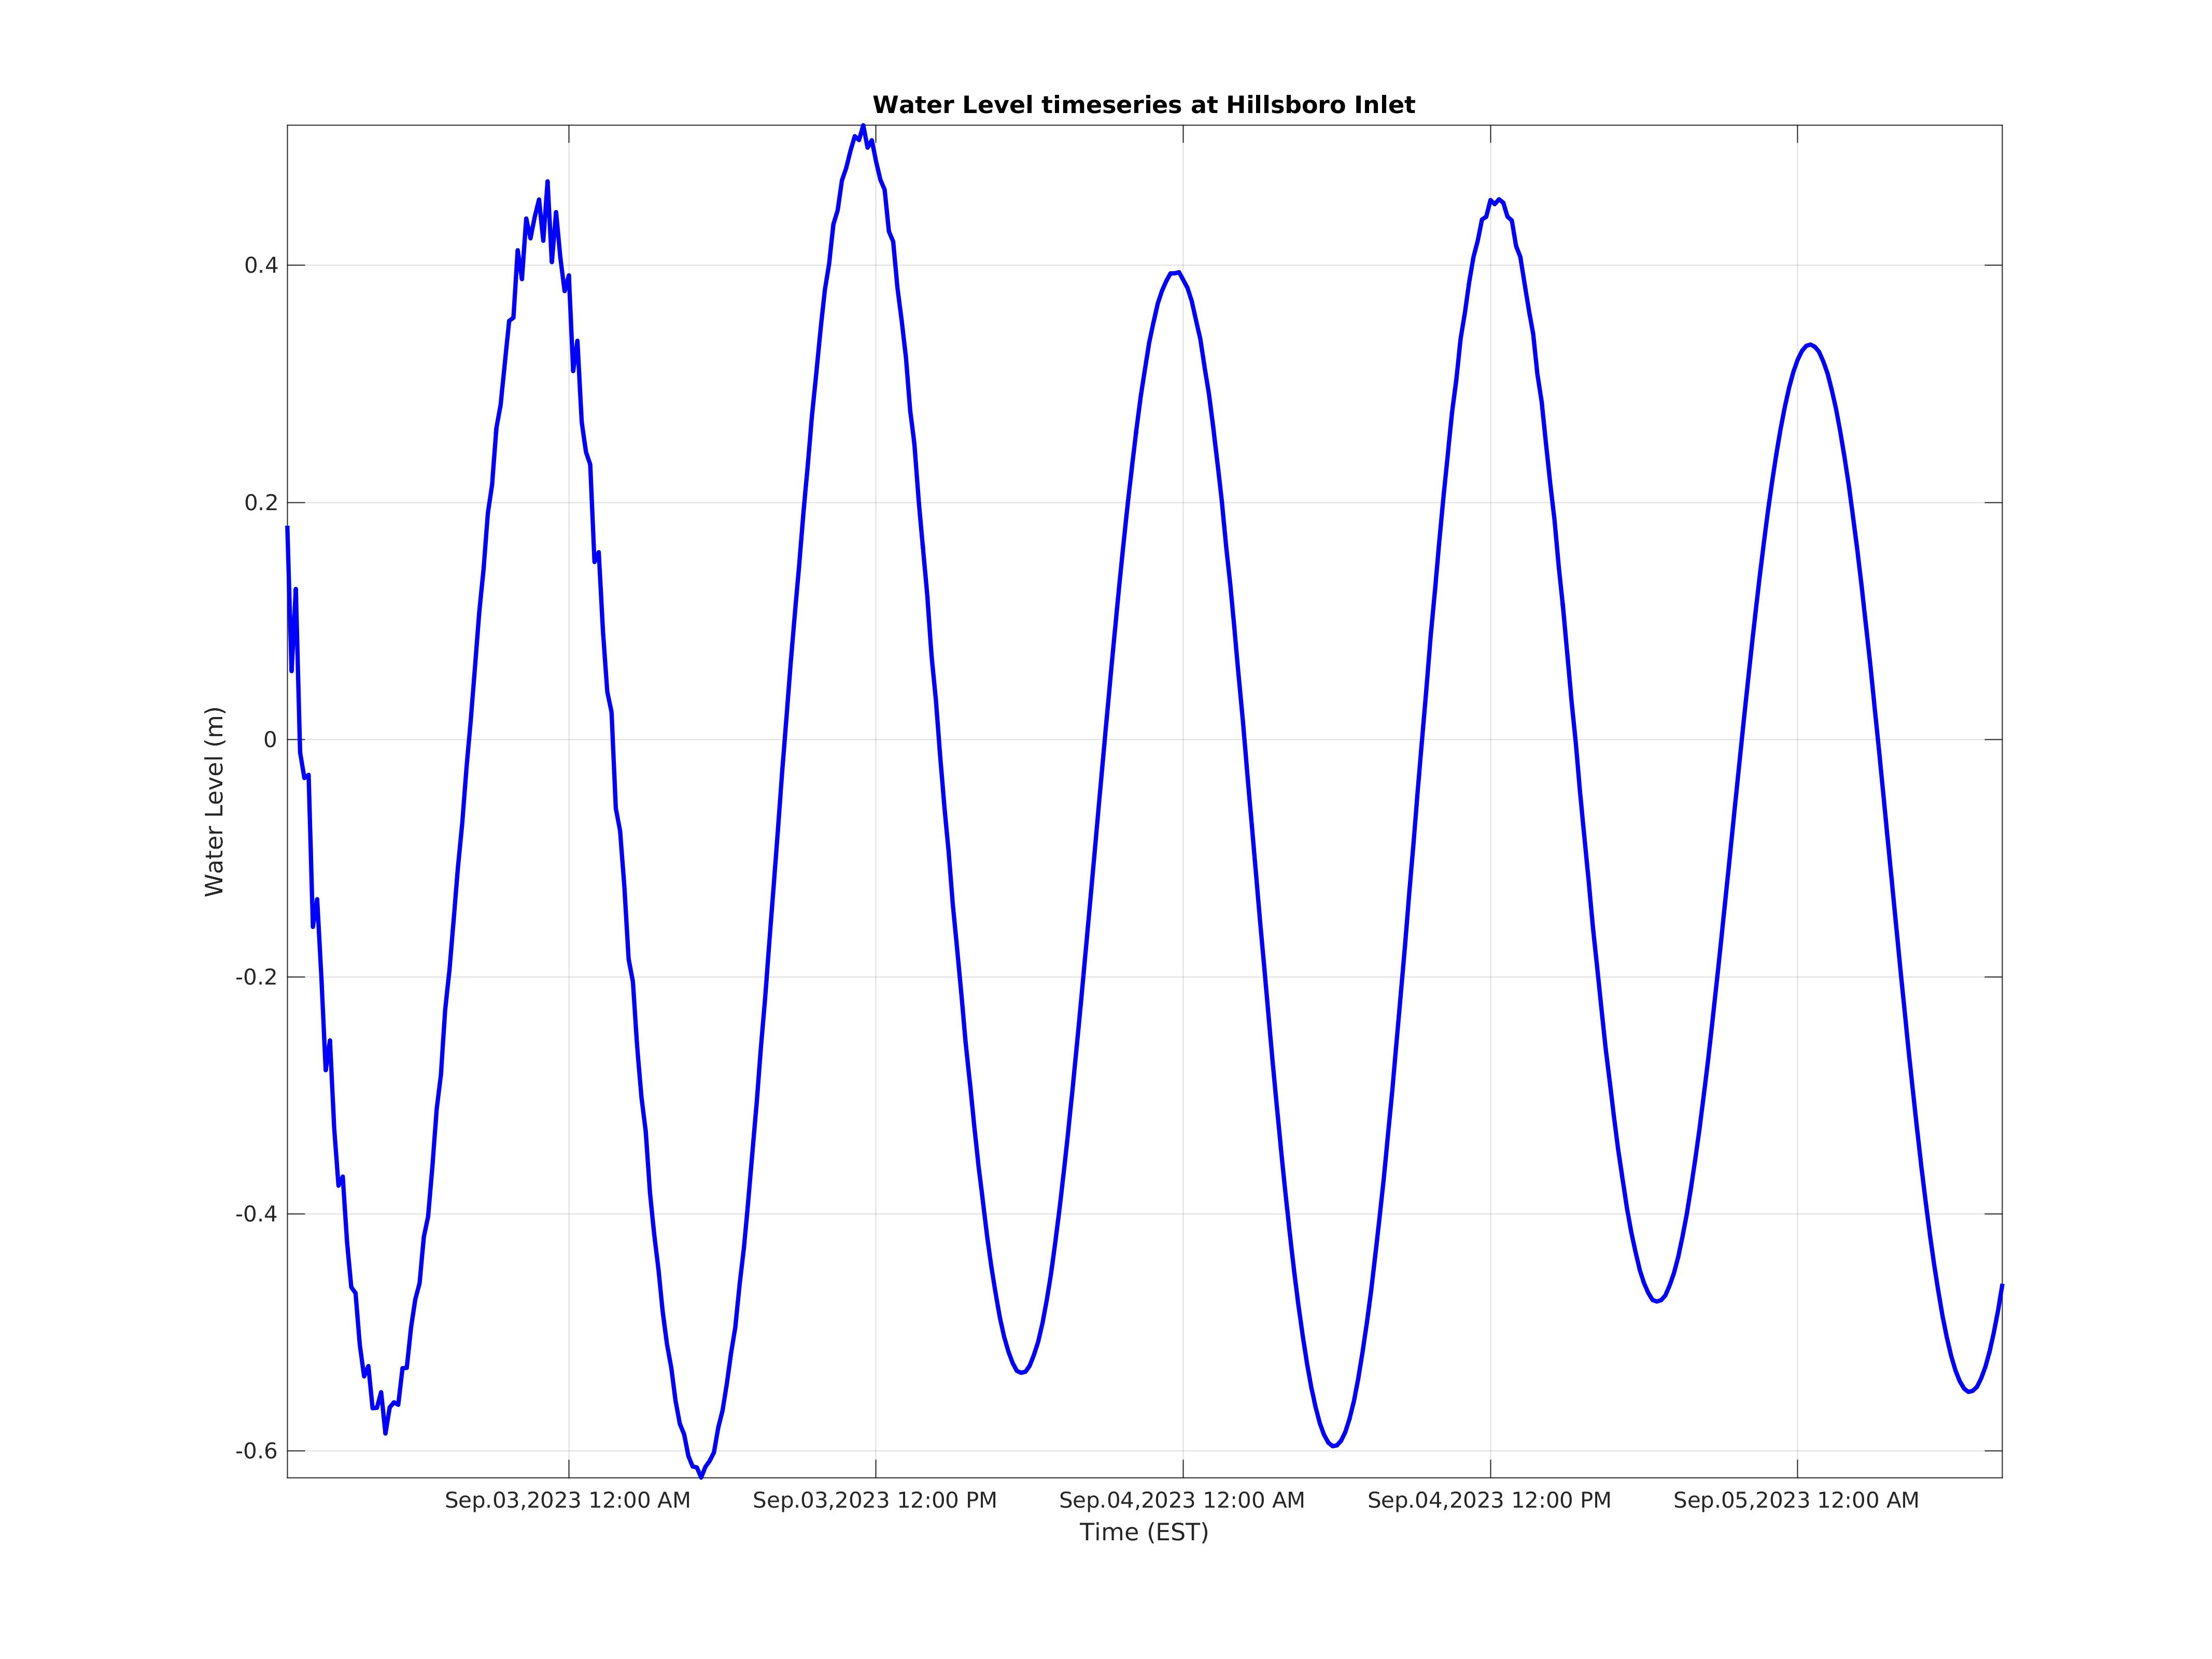 Water Level timeseries at Hillsboro Inlet
0.4
0.2
0
-0.2
-0.4
-0.6
Water Level (m)
Sep.03,2023 12:00 AM
Sep.03,2023 12:00 PM
Sep.04,2023 12:00 AM
Sep.04,2023 12:00 PM
Sep.05,2023 12:00 AM
Time (EST)